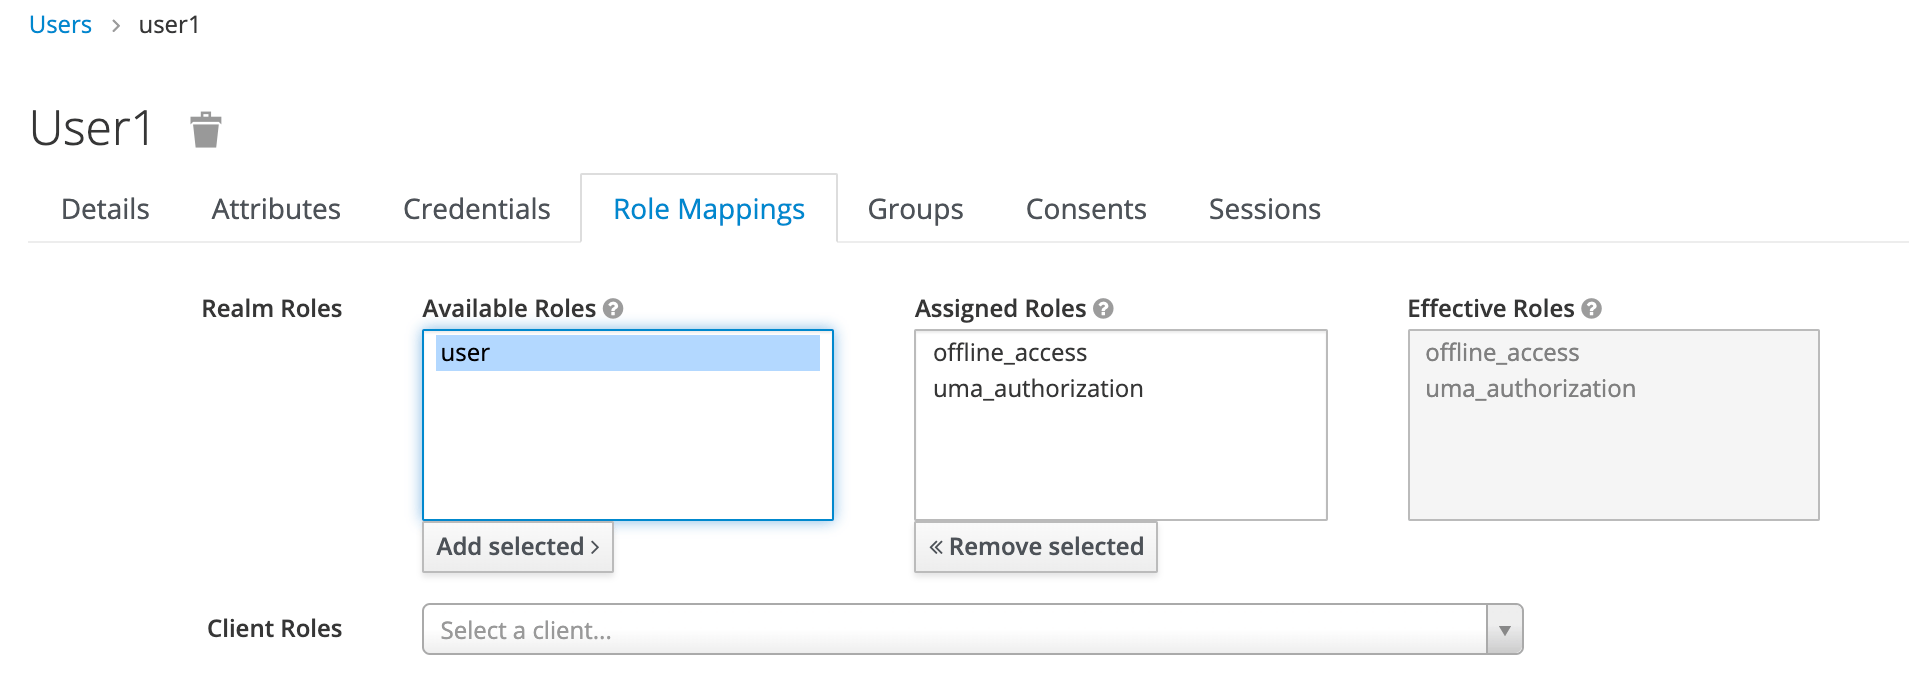 Users > user1
User1
Details Attributes Credentials Role Mappings Groups Consents Sessions
Realm Roles Available Roles ? Assigned Roles ? Effective Roles ?
user offline_access offline_access
uma_authorization uma_authorization
Add selected > « Remove selected
Client Roles Select a client...